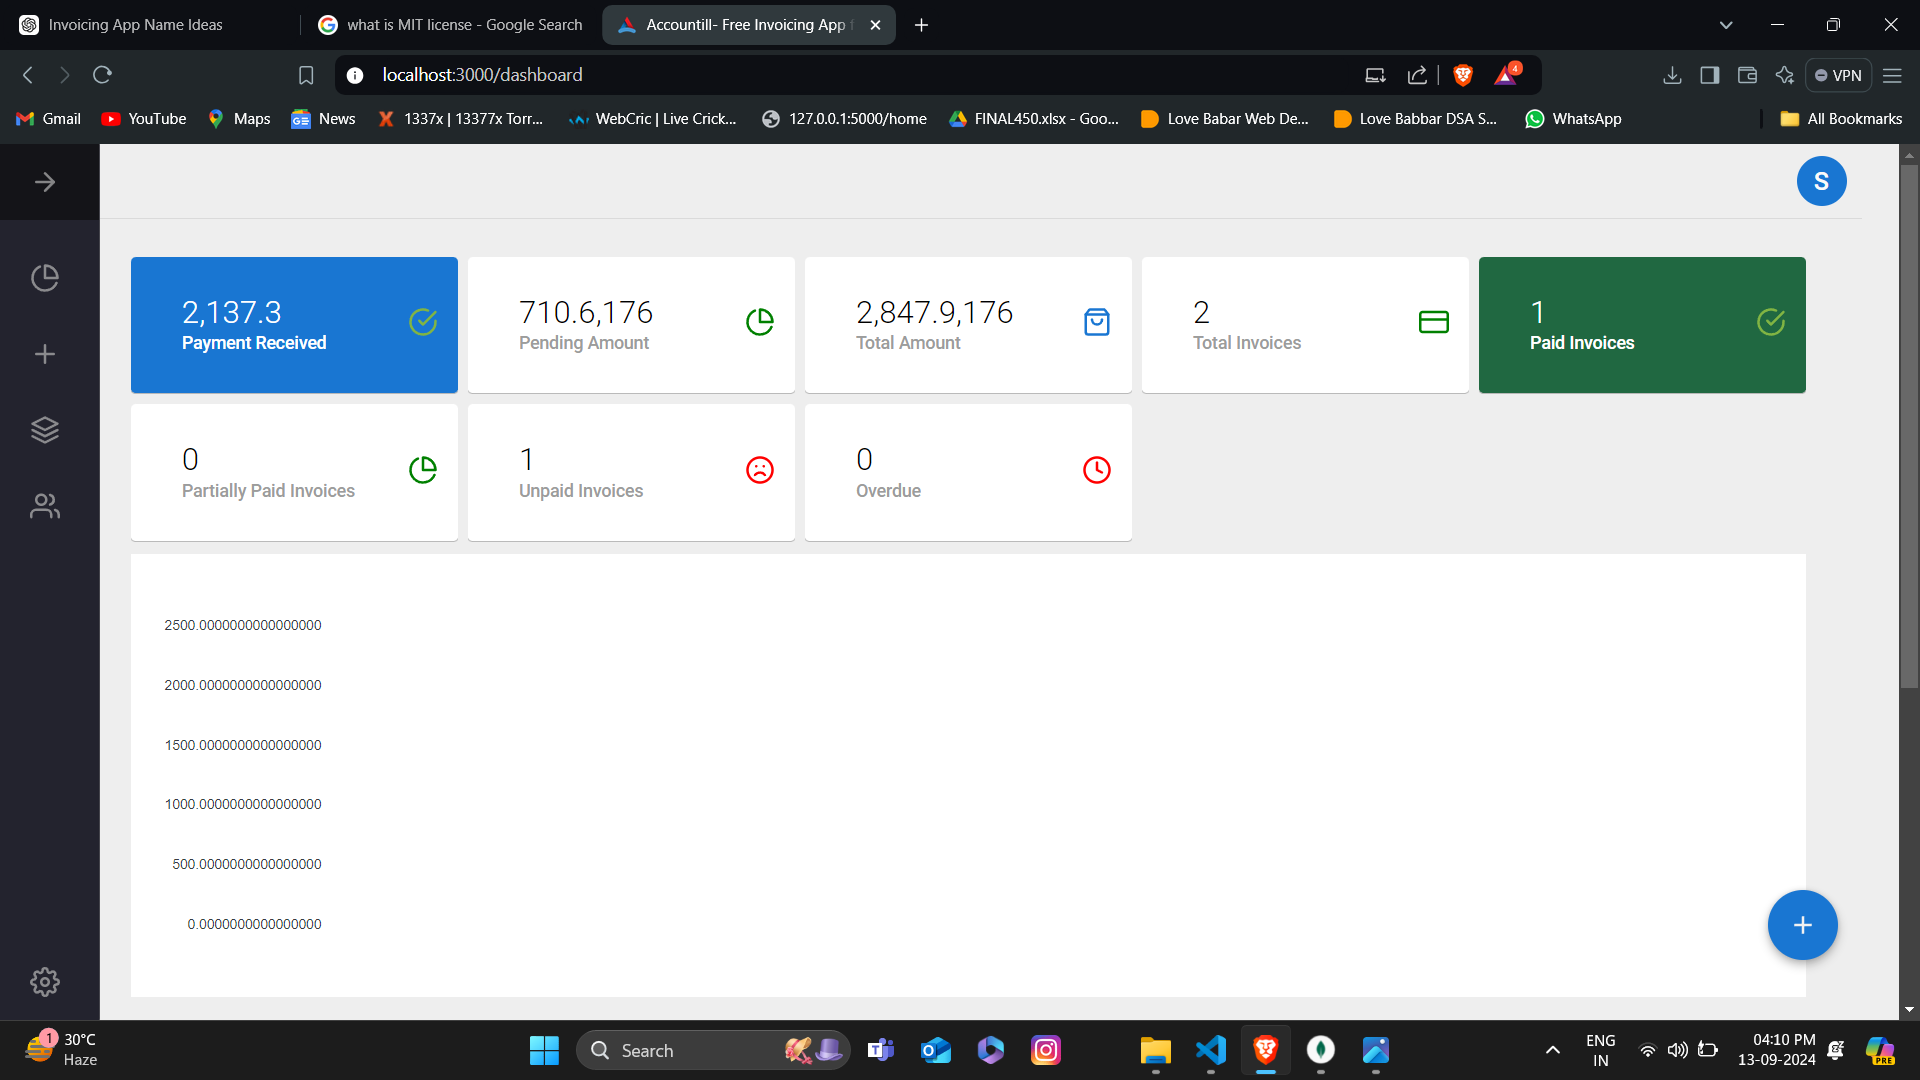 Invoicing App Name Ideas
what is MIT license - Google Search
Accountill- Free Invoicing App
localhost:3000/dashboard
4
VPN
Gmail
YouTube
Maps
News
1337x | 13377x Torr...
WebCric | Live Crick...
127.0.0.1:5000/home
FINAL450.xlsx - Goo...
Love Babar Web De...
Love Babbar DSA S...
WhatsApp
All Bookmarks
S
2,137.3
Payment Received
710.6,176
Pending Amount
2,847.9,176
Total Amount
2
Total Invoices
1
Paid Invoices
0
Partially Paid Invoices
1
Unpaid Invoices
0
Overdue
2500.0000000000000000
2000.0000000000000000
1500.0000000000000000
1000.0000000000000000
500.0000000000000000
0.0000000000000000
1
30°C
Haze
Search
ENG
IN
04:10 PM
13-09-2024
PRE